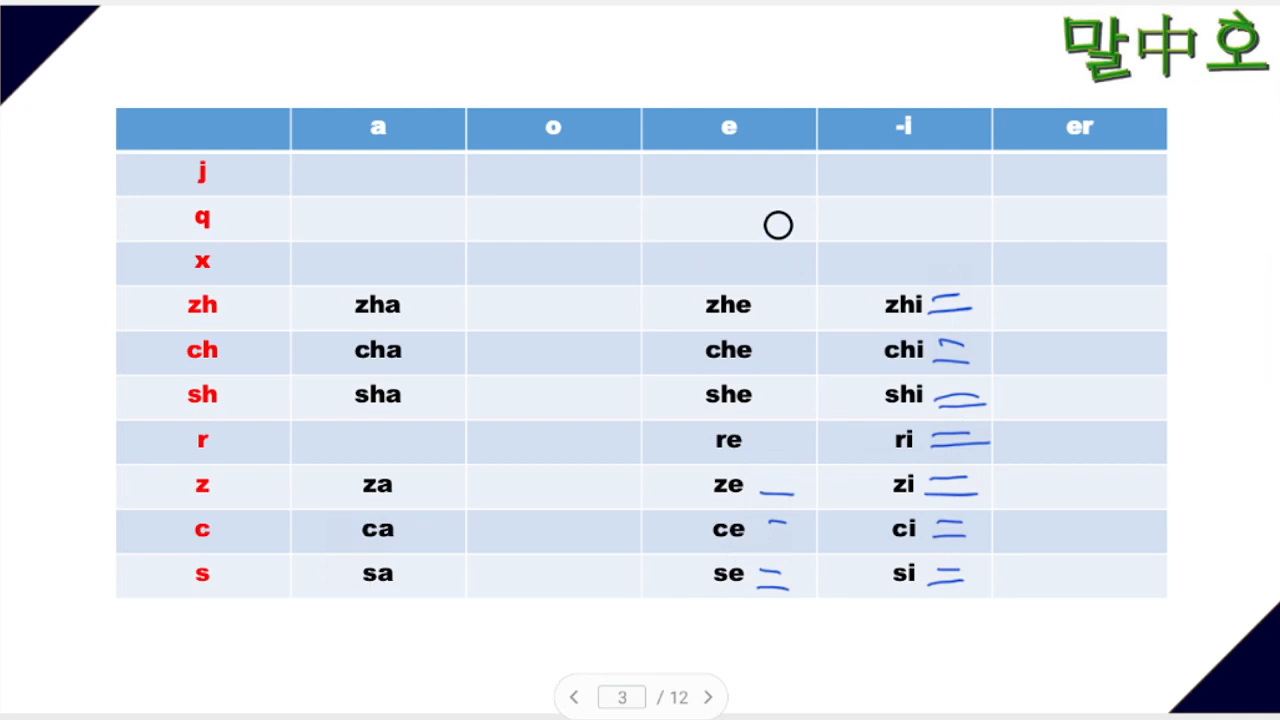 말中호
a o e -i er
j
q
x
zh zha zhe zhi
ch cha che chi
sh sha she shi
r re ri
z za ze zi
c ca ce ci
s sa se si
3 / 12